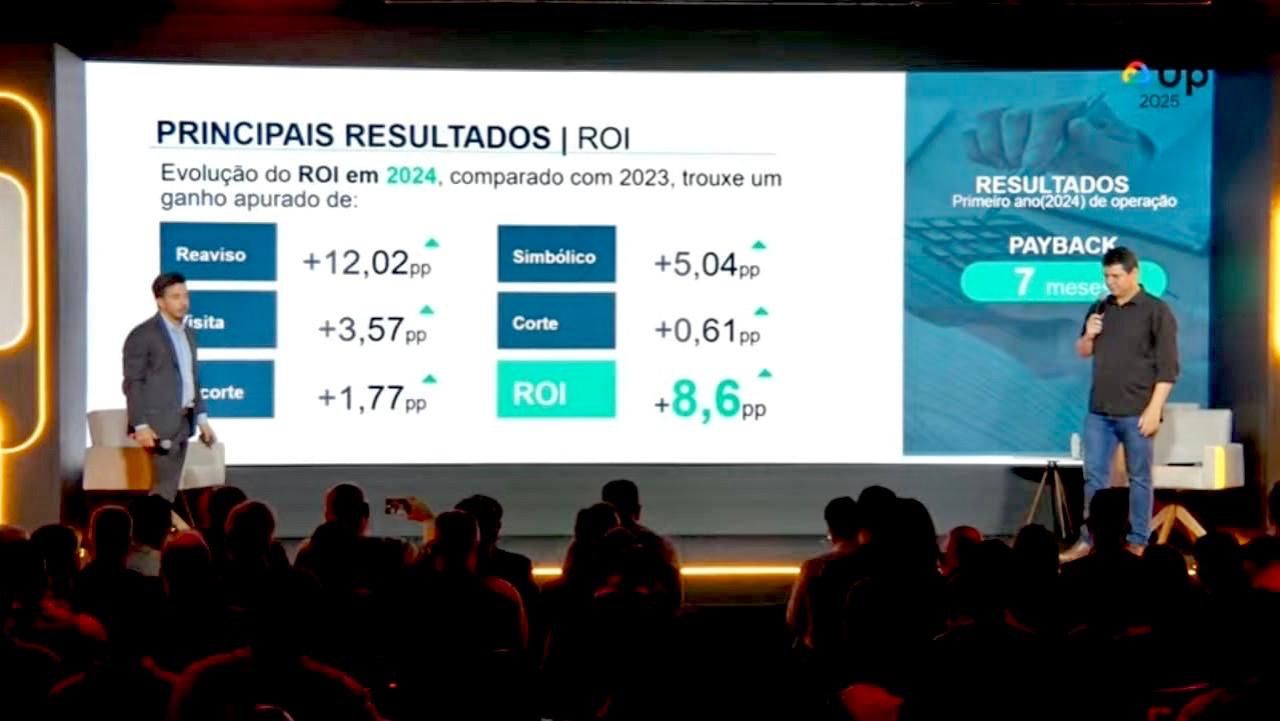 Up
2025
PRINCIPAIS RESULTADOS | ROI
Evolução do ROI em 2024, comparado com 2023, trouxe um
ganho apurado de:
Reaviso +12,02pp Simbólico +5,04pp
Visita +3,57pp Corte +0,61pp
corte +1,77pp ROI +8,6pp
RESULTADOS
Primeiro ano(2024) de operação
PAYBACK
7 meses